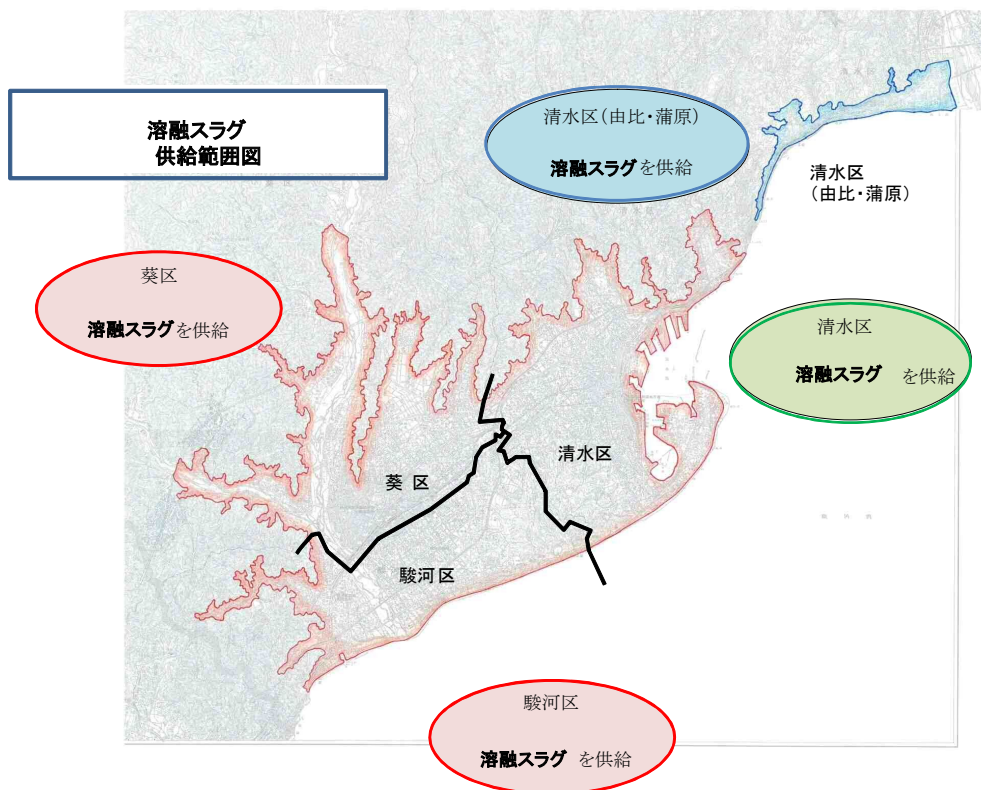 溶融スラグ
供給範囲図
清水区(由比・蒲原)
溶融スラグを供給
清水区
(由比・蒲原)
葵区
溶融スラグを供給
清水区
溶融スラグ を供給
清水区
葵 区
駿河区
駿河区
溶融スラグ を供給